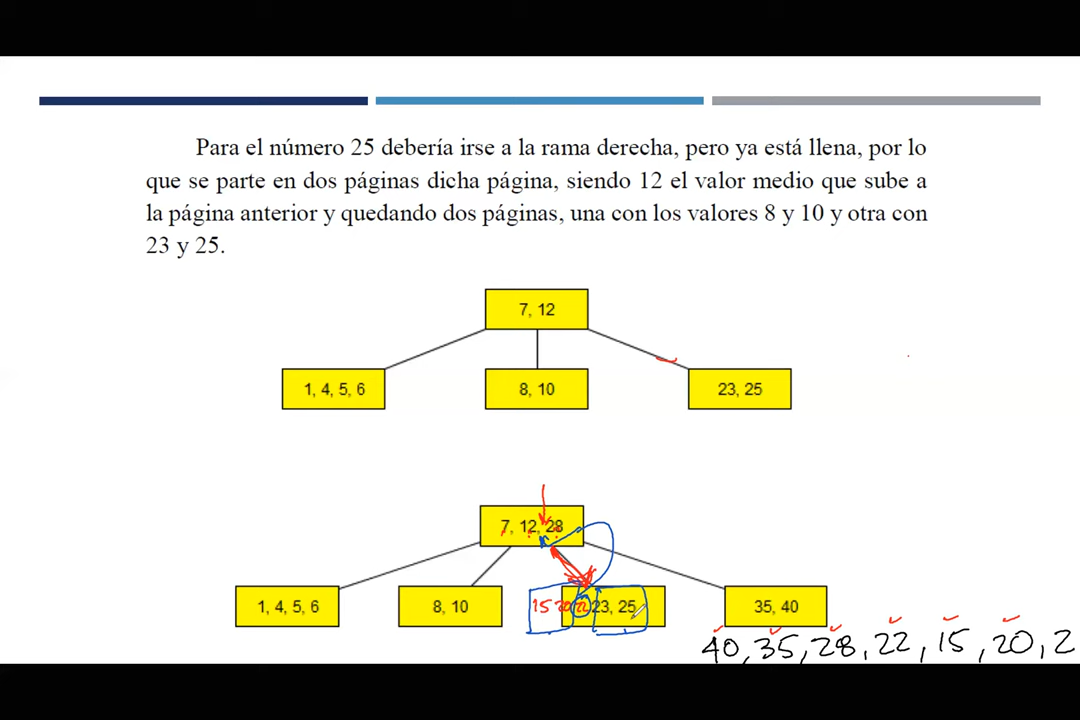 Para el número 25 debería irse a la rama derecha, pero ya está llena, por lo
que se parte en dos páginas dicha página, siendo 12 el valor medio que sube a
la página anterior y quedando dos páginas, una con los valores 8 y 10 y otra con
23 y 25.
7, 12
1, 4, 5, 6
8, 10
23, 25
7, 12, 28
1, 4, 5, 6
8, 10
15 20 22 23, 25
35, 40
40, 35, 28, 22, 15, 20, 2